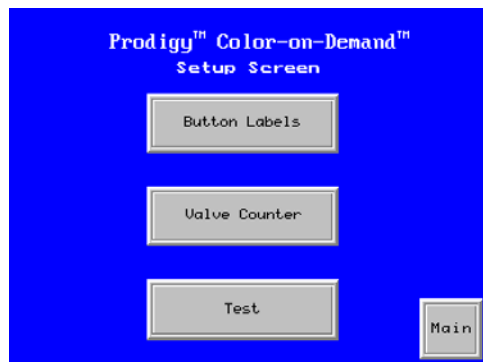 Prodigy™ Color-on-Demand™
Setup Screen
Button Labels
Valve Counter
Test
Main